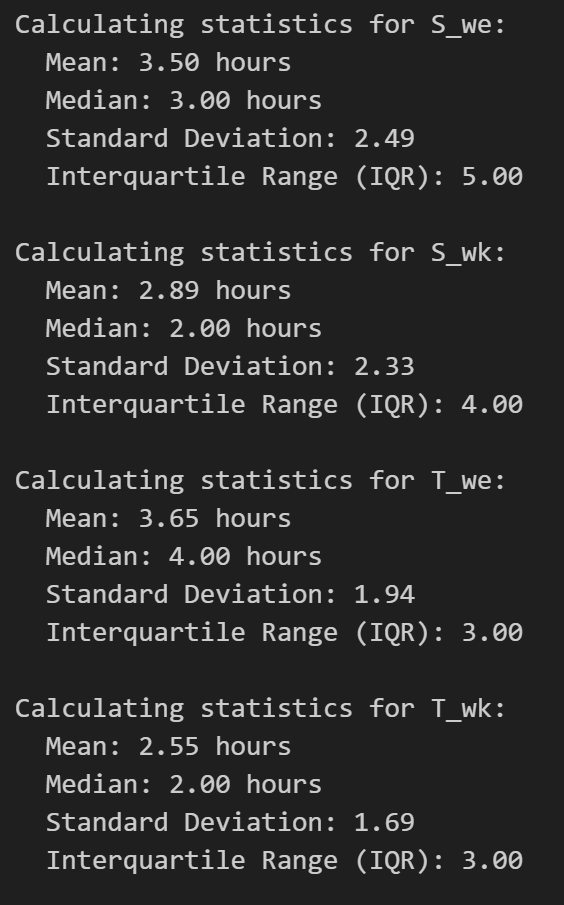 Calculating statistics for S_we:
  Mean: 3.50 hours
  Median: 3.00 hours
  Standard Deviation: 2.49
  Interquartile Range (IQR): 5.00

Calculating statistics for S_wk:
  Mean: 2.89 hours
  Median: 2.00 hours
  Standard Deviation: 2.33
  Interquartile Range (IQR): 4.00

Calculating statistics for T_we:
  Mean: 3.65 hours
  Median: 4.00 hours
  Standard Deviation: 1.94
  Interquartile Range (IQR): 3.00

Calculating statistics for T_wk:
  Mean: 2.55 hours
  Median: 2.00 hours
  Standard Deviation: 1.69
  Interquartile Range (IQR): 3.00